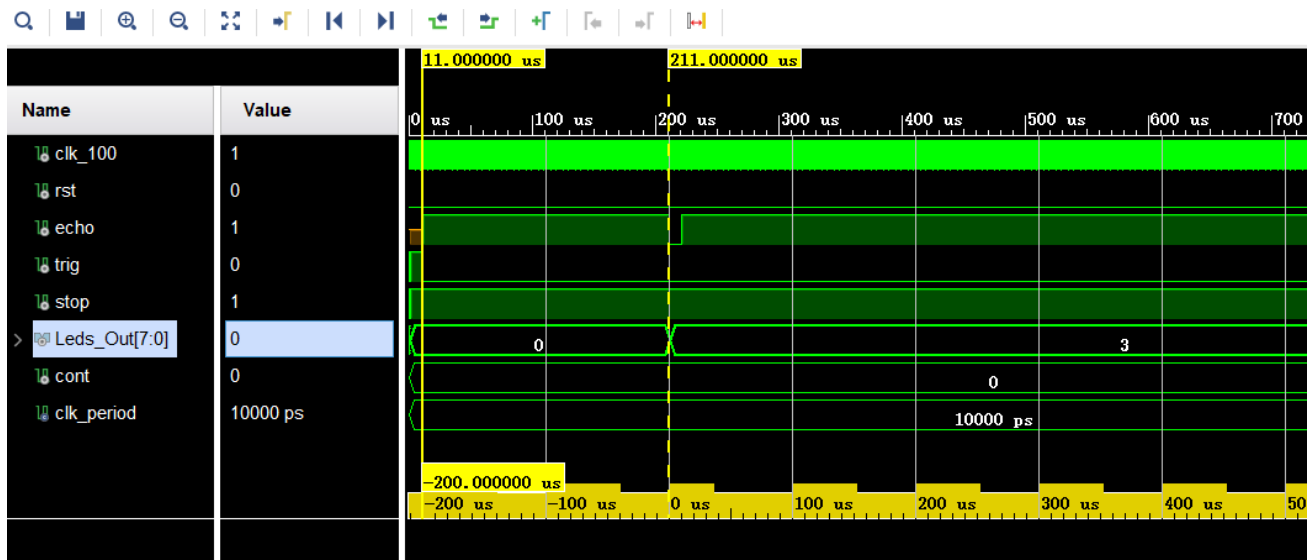 11.000000 us 211.000000 us
Name Value
0 us 100 us 200 us 300 us 400 us 500 us 600 us 700
clk_100 1
rst 0
echo 1
trig 0
stop 1
Leds_Out[7:0] 0 0 3
cont 0 0
clk_period 10000 ps 10000 ps
-200.000000 us
-200 us -100 us 0 us 100 us 200 us 300 us 400 us 50